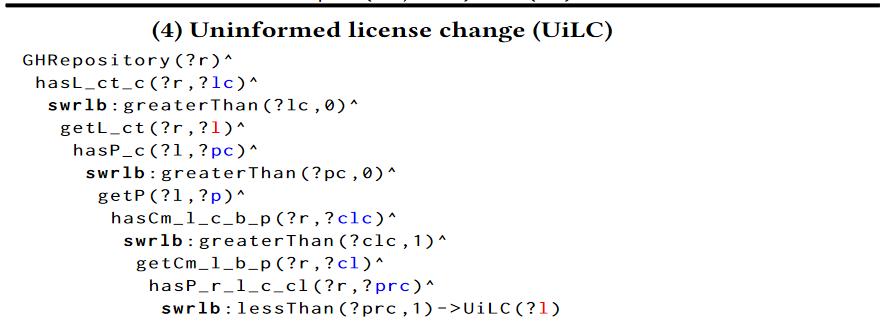 (4) Uninformed license change (UiLC)
GHRepository(?r)^
hasL_ct_c(?r,?lc)^
swrlb:greaterThan(?lc,0)^
getL_ct(?r,?l)^
hasP_c(?l,?pc)^
swrlb:greaterThan(?pc,0)^
getP(?l,?p)^
hasCm_l_c_b_p(?r,?clc)^
swrlb:greaterThan(?clc,1)^
getCm_l_b_p(?r,?cl)^
hasP_r_l_c_cl(?r,?prc)^
swrlb:lessThan(?prc,1)->UiLC(?l)